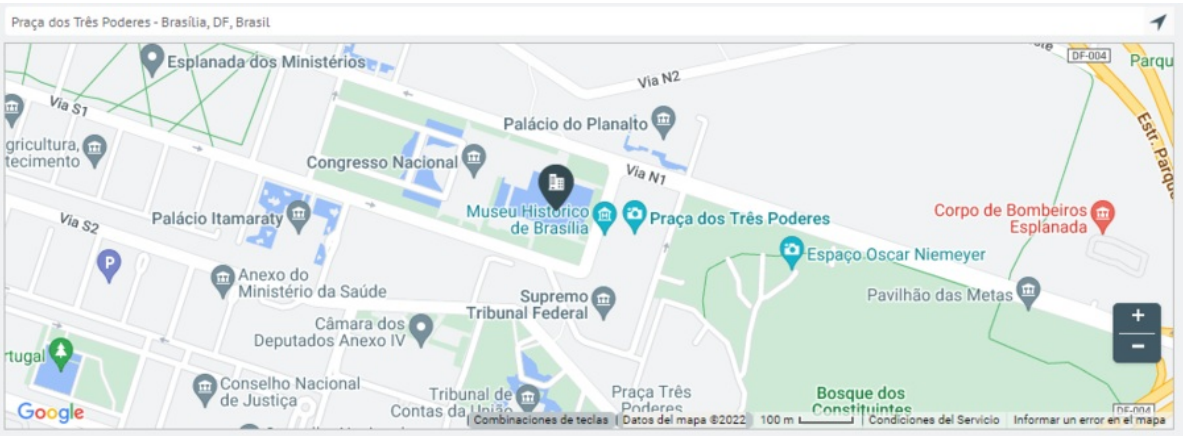 Praça dos Três Poderes - Brasília, DF, Brasil
DF-004
Parqu
Esplanada dos Ministérios
Via N2
Via S1
Palácio do Planalto
Estr. Parqu
gricultura,
tecimento
Congresso Nacional
Via N1
Museu Histórico
de Brasília
Praça dos Três Poderes
Corpo de Bombeiros
Esplanada
Palácio Itamaraty
Via S2
P
Espaço Oscar Niemeyer
Anexo do
Ministério da Saúde
Supremo
Tribunal Federal
Pavilhão das Metas
+
−
Câmara dos
Deputados Anexo IV
rtugal
Conselho Nacional
de Justiça
Tribunal de
Contas da União
Praça Três
Poderes
Bosque dos
Constituintes
DF-004
Google
Combinaciones de teclas
Datos del mapa ©2022
100 m
Condiciones del Servicio
Informar un error en el mapa